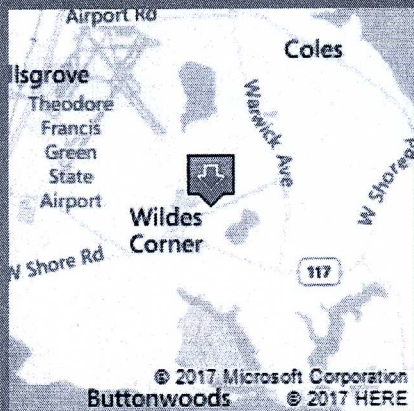 Airport Rd
Coles
llsgrove
Theodore
Francis
Green
State
Airport
Warwick Ave
W Shore Rd
Wildes
Corner
W Shore Rd
117
© 2017 Microsoft Corporation
Buttonwoods
© 2017 HERE